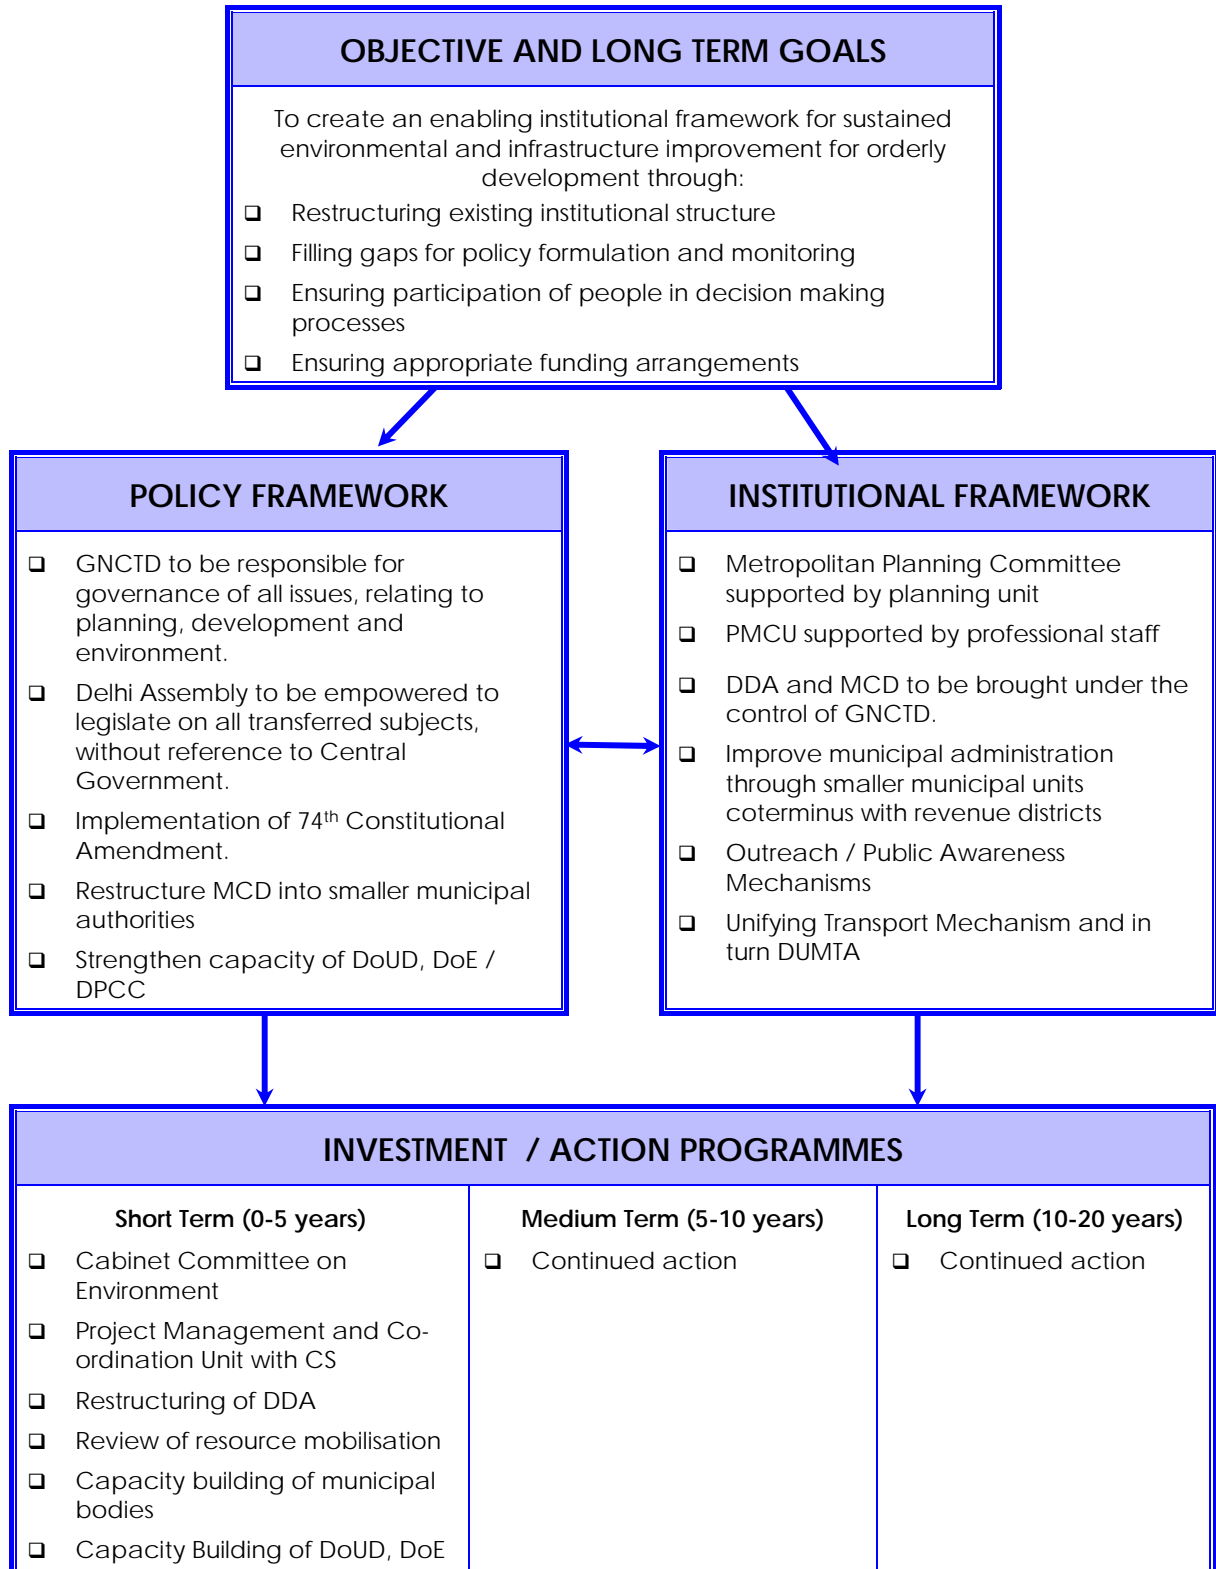 OBJECTIVE AND LONG TERM GOALS
To create an enabling institutional framework for sustained
environmental and infrastructure improvement for orderly
development through:
❑ Restructuring existing institutional structure
❑ Filling gaps for policy formulation and monitoring
❑ Ensuring participation of people in decision making
processes
❑ Ensuring appropriate funding arrangements
POLICY FRAMEWORK
❑ GNCTD to be responsible for
governance of all issues, relating to
planning, development and
environment.
❑ Delhi Assembly to be empowered to
legislate on all transferred subjects,
without reference to Central
Government.
❑ Implementation of 74th Constitutional
Amendment.
❑ Restructure MCD into smaller municipal
authorities
❑ Strengthen capacity of DoUD, DoE /
DPCC
INSTITUTIONAL FRAMEWORK
❑ Metropolitan Planning Committee
supported by planning unit
❑ PMCU supported by professional staff
❑ DDA and MCD to be brought under the
control of GNCTD.
❑ Improve municipal administration
through smaller municipal units
coterminus with revenue districts
❑ Outreach / Public Awareness
Mechanisms
❑ Unifying Transport Mechanism and in
turn DUMTA
INVESTMENT / ACTION PROGRAMMES
Short Term (0-5 years)
❑ Cabinet Committee on
Environment
❑ Project Management and Co-
ordination Unit with CS
❑ Restructuring of DDA
❑ Review of resource mobilisation
❑ Capacity building of municipal
bodies
❑ Capacity Building of DoUD, DoE
Medium Term (5-10 years)
❑ Continued action
Long Term (10-20 years)
❑ Continued action